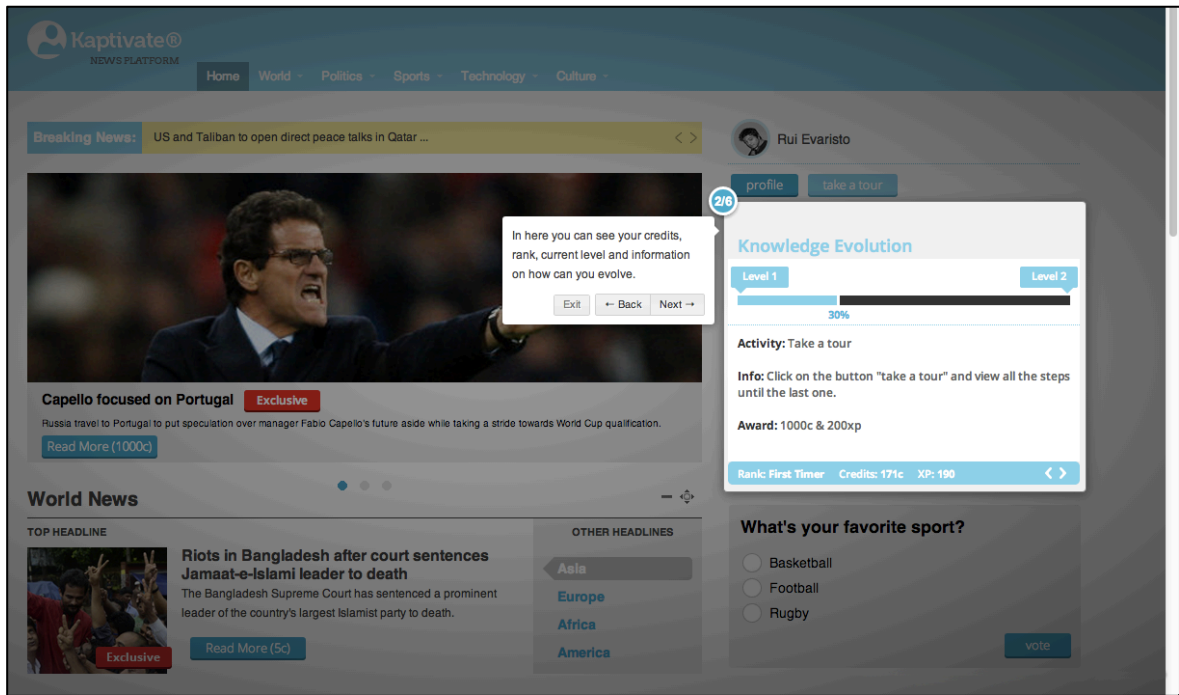 Kaptivate®
NEWS PLATFORM
Home World Politics Sports Technology Culture
Breaking News: US and Taliban to open direct peace talks in Qatar ...
Rui Evaristo
profile take a tour
2/6
In here you can see your credits,
rank, current level and information
on how can you evolve.
Exit ← Back Next →
Knowledge Evolution
Level 1 Level 2
30%
Activity: Take a tour
Info: Click on the button "take a tour" and view all the steps
until the last one.
Award: 1000c & 200xp
Rank: First Timer Credits: 171c XP: 190
Capello focused on Portugal Exclusive
Russia travel to Portugal to put speculation over manager Fabio Capello's future aside while taking a stride towards World Cup qualification.
Read More (1000c)
World News
TOP HEADLINE
Riots in Bangladesh after court sentences
Jamaat-e-Islami leader to death
The Bangladesh Supreme Court has sentenced a prominent
leader of the country's largest Islamist party to death.
Exclusive
Read More (5c)
OTHER HEADLINES
Asia
Europe
Africa
America
What's your favorite sport?
Basketball
Football
Rugby
vote